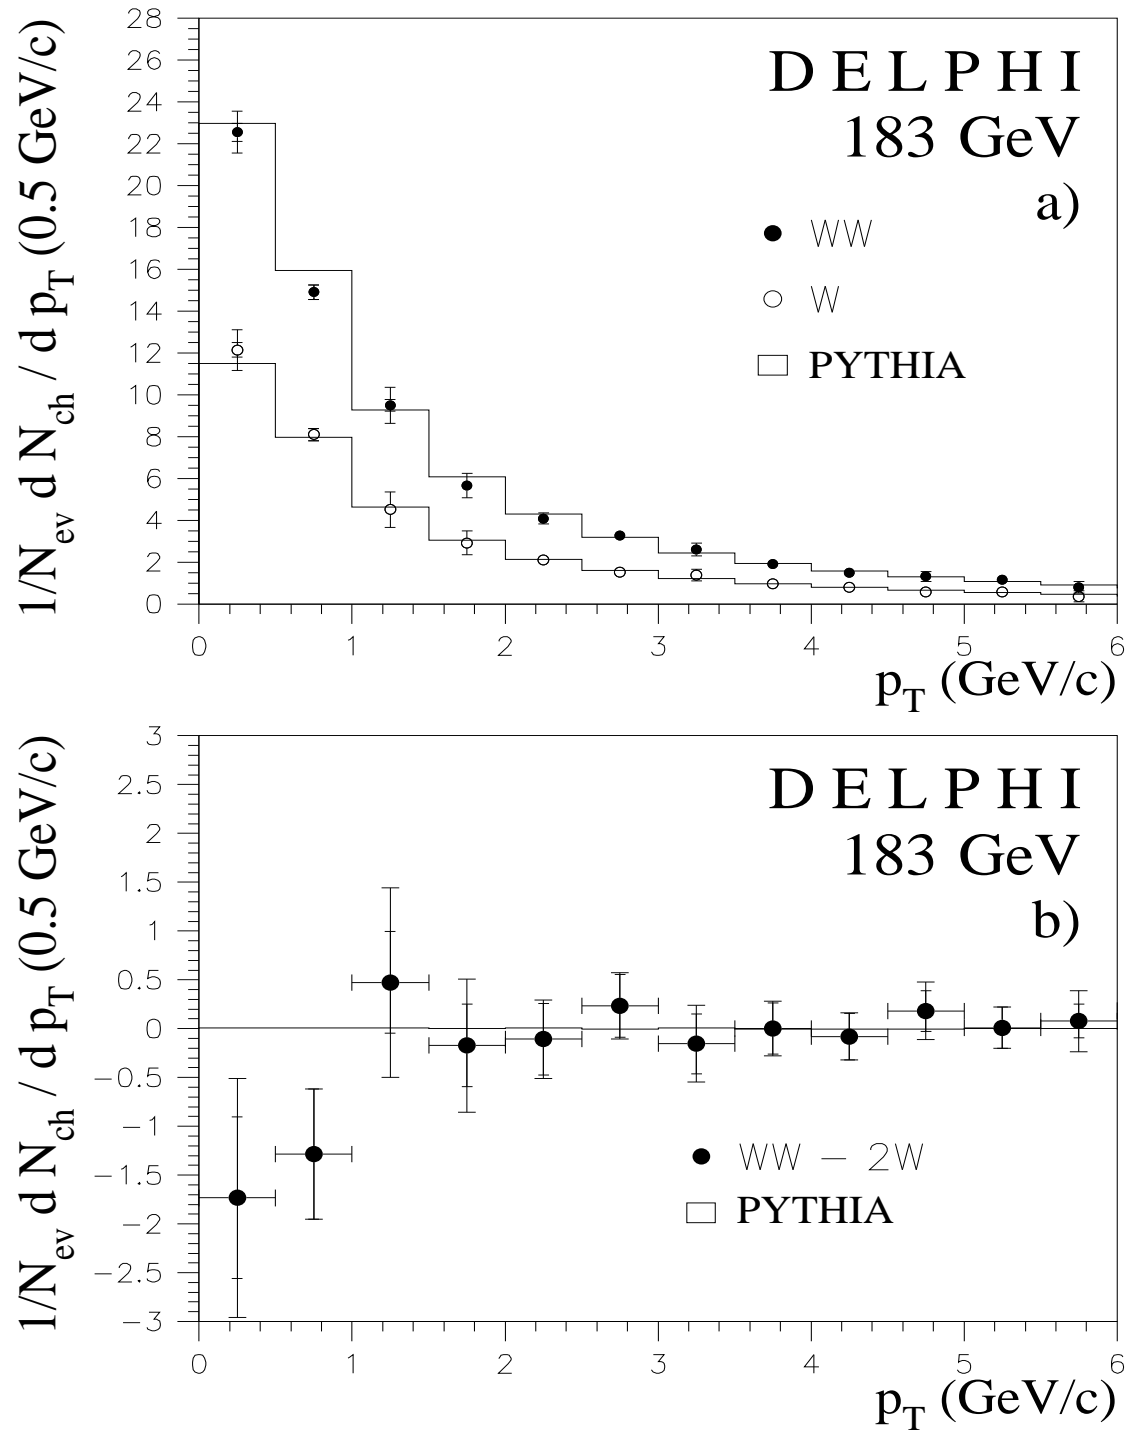 1/N_ev d N_ch / d p_T (0.5 GeV/c)
28
26
24
22
20
18
16
14
12
10
8
6
4
2
0
D E L P H I
183 GeV
a)
WW
W
PYTHIA
0 1 2 3 4 5 6
p_T (GeV/c)
1/N_ev d N_ch / d p_T (0.5 GeV/c)
3
2.5
2
1.5
1
0.5
0
−0.5
−1
−1.5
−2
−2.5
−3
D E L P H I
183 GeV
b)
WW − 2W
PYTHIA
0 1 2 3 4 5 6
p_T (GeV/c)